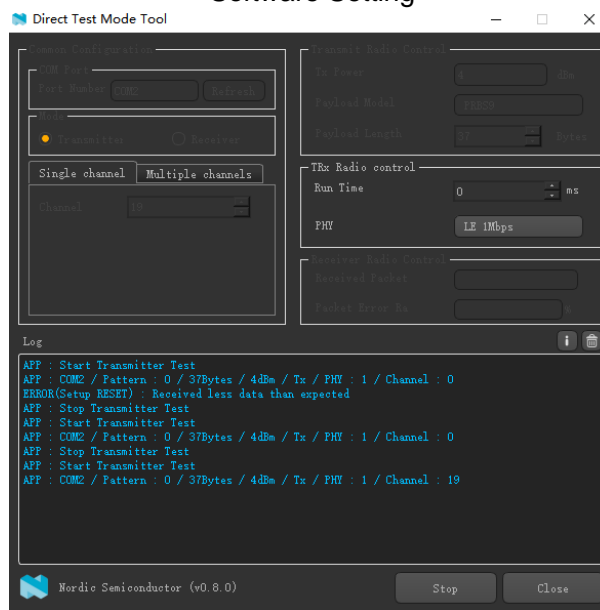 Software Setting
Direct Test Mode Tool
Common Configuration
COM Port
Port Number COM2 Refresh
Mode
Transmitter Receiver
Single channel Multiple channels
Channel 19
Transmit Radio Control
Tx Power 4 dBm
Payload Model PRBS9
Payload Length 37 Bytes
TRx Radio control
Run Time 0 ms
PHY LE 1Mbps
Receiver Radio Control
Received Packet
Packet Error Ra %
Log
APP : Start Transmitter Test
APP : COM2 / Pattern : 0 / 37Bytes / 4dBm / Tx / PHY : 1 / Channel : 0
ERROR(Setup RESET) : Received less data than expected
APP : Stop Transmitter Test
APP : Start Transmitter Test
APP : COM2 / Pattern : 0 / 37Bytes / 4dBm / Tx / PHY : 1 / Channel : 0
APP : Stop Transmitter Test
APP : Start Transmitter Test
APP : COM2 / Pattern : 0 / 37Bytes / 4dBm / Tx / PHY : 1 / Channel : 19
Nordic Semiconductor (v0.8.0) Stop Close